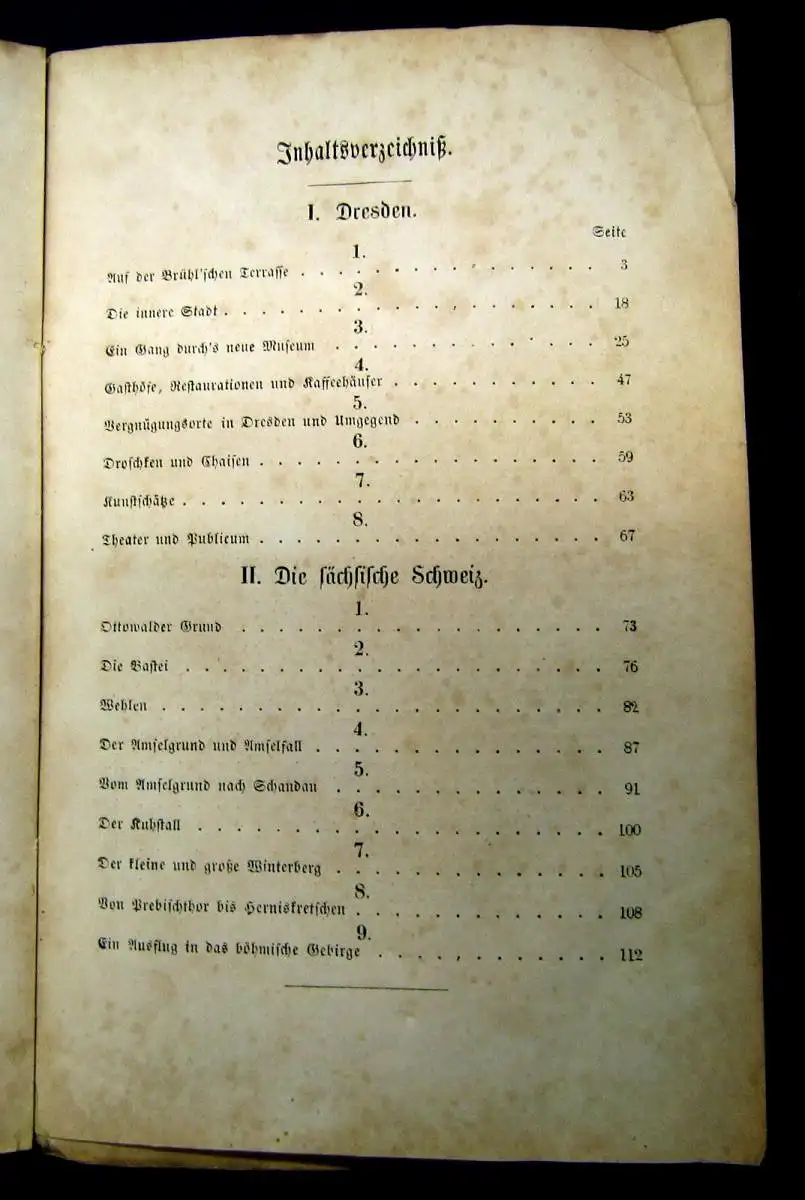 Inhaltsverzeichniß.
I. Dresden.
Seite
1.
Auf der Brühl'schen Terrasse . . . . . . . . . . . . . . . 3
2.
Die innere Stadt . . . . . . . . . . . . . . . . . . . 18
3.
Ein Gang durch's neue Museum . . . . . . . . . . . . . 25
4.
Gasthöfe, Restaurationen und Kaffeehäuser . . . . . . . . . . . 47
5.
Vergnügungsorte in Dresden und Umgegend . . . . . . . . . . 53
6.
Droschken und Chaisen . . . . . . . . . . . . . . . . . 59
7.
Kunstschätze . . . . . . . . . . . . . . . . . . . . . 63
8.
Theater und Publicum . . . . . . . . . . . . . . . . . 67
II. Die sächsische Schweiz.
1.
Ottowalder Grund . . . . . . . . . . . . . . . . . . 73
2.
Die Bastei . . . . . . . . . . . . . . . . . . . . . 76
3.
Wehlen . . . . . . . . . . . . . . . . . . . . . . 82
4.
Der Amselgrund und Amselfall . . . . . . . . . . . . . . 87
5.
Vom Amselgrund nach Schandau . . . . . . . . . . . . . 91
6.
Der Kuhstall . . . . . . . . . . . . . . . . . . . . 100
7.
Der kleine und große Winterberg . . . . . . . . . . . . . 105
8.
Von Prebischthor bis Herniskretschen . . . . . . . . . . . . 108
9.
Ein Ausflug in das böhmische Gebirge . . . . . . . . . . . 112